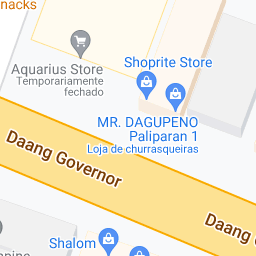 nacks
Aquarius Store
Temporariamente
fechado
Shoprite Store
MR. DAGUPENO
Paliparan 1
Loja de churrasqueiras
Daang Governor
Daang
Shalom